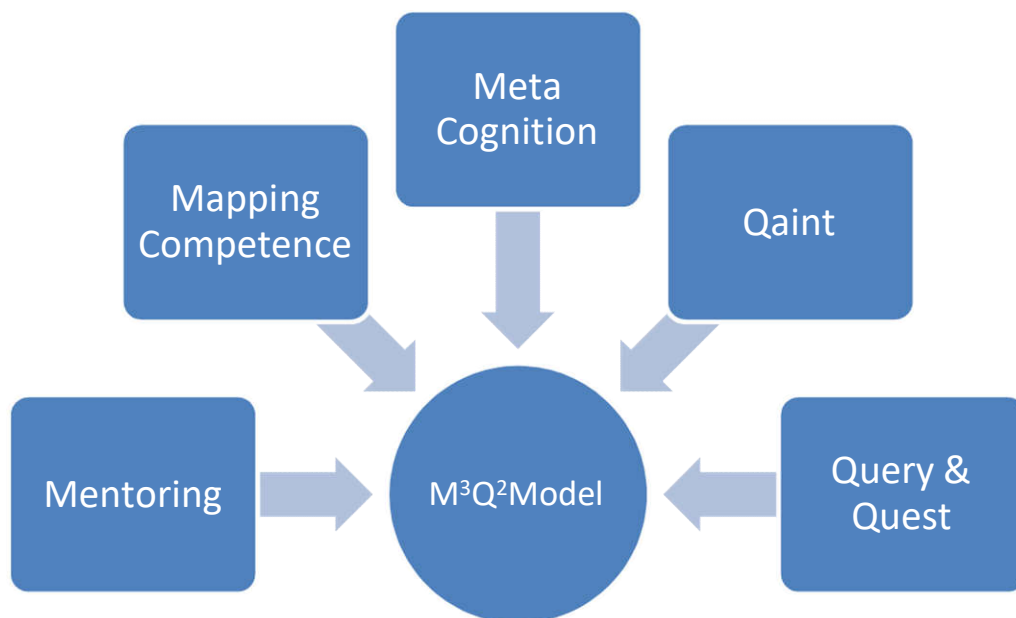 Meta
Cognition
Mapping
Competence
Qaint
Mentoring
M³Q²Model
Query &
Quest